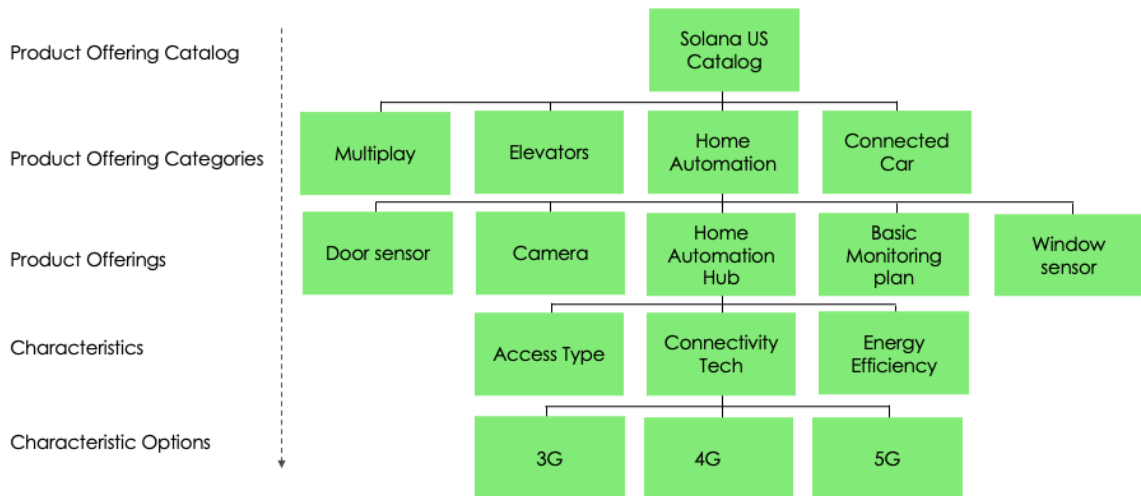 Product Offering Catalog
Solana US
Catalog
Product Offering Categories
Multiplay
Elevators
Home
Automation
Connected
Car
Product Offerings
Door sensor
Camera
Home
Automation
Hub
Basic
Monitoring
plan
Window
sensor
Characteristics
Access Type
Connectivity
Tech
Energy
Efficiency
Characteristic Options
3G
4G
5G